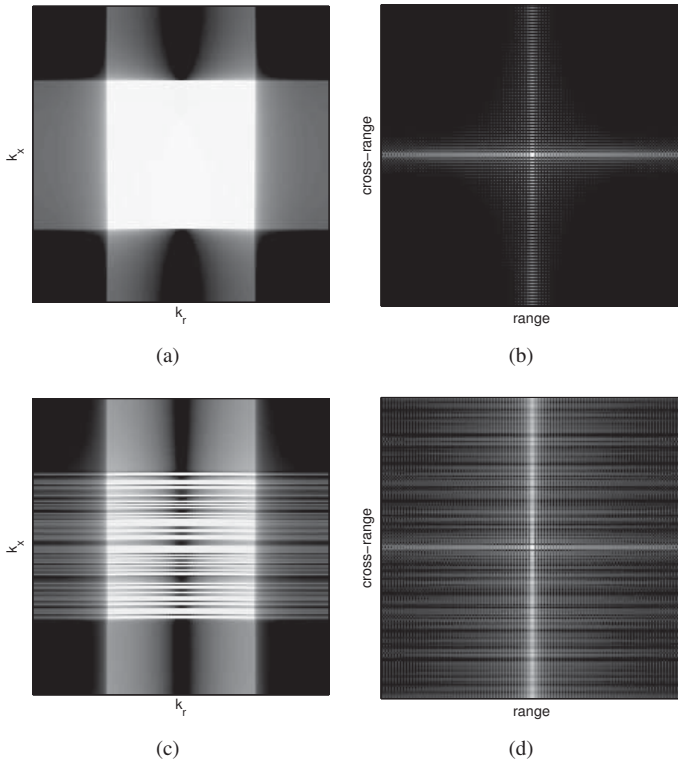 k_x
k_r
(a)
cross-range
range
(b)
k_x
k_r
(c)
cross-range
range
(d)